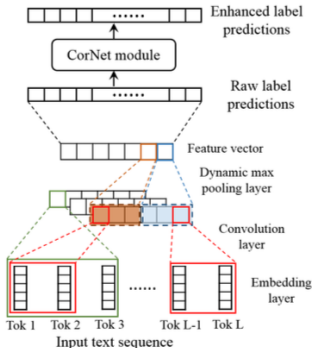 Enhanced label
predictions
CorNet module
Raw label
predictions
Feature vector
Dynamic max
pooling layer
Convolution
layer
Embedding
layer
Tok 1 Tok 2 Tok 3 Tok L-1 Tok L
Input text sequence